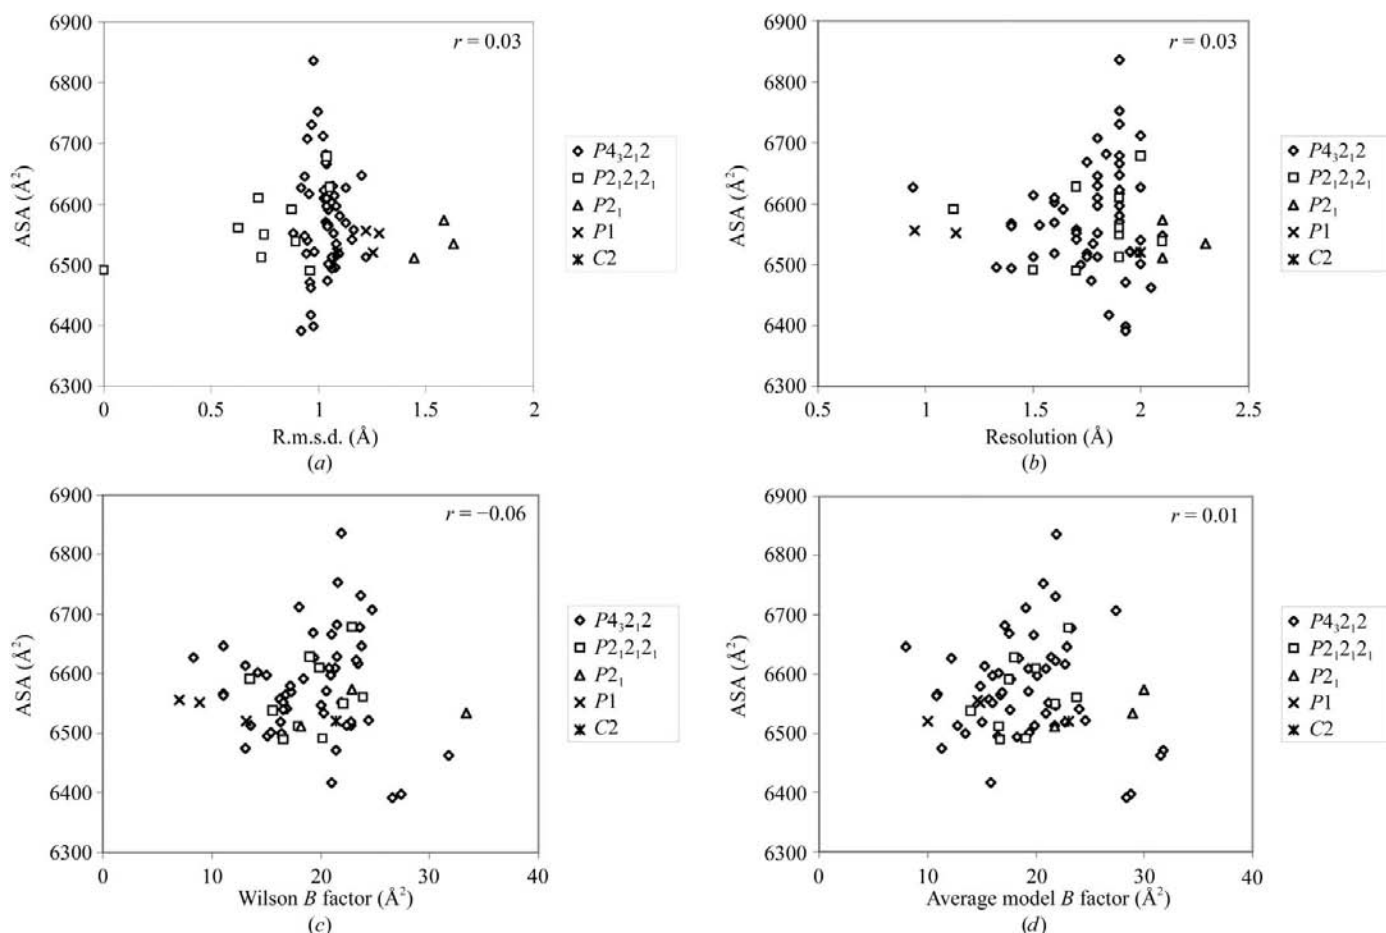 6900
6800
6700
6600
6500
6400
6300
ASA (Å²)
r = 0.03
0 0.5 1 1.5 2
R.m.s.d. (Å)
(a)
P4₃2₁2
P2₁2₁2₁
P2₁
P1
C2
6900
6800
6700
6600
6500
6400
6300
ASA (Å²)
r = 0.03
0.5 1 1.5 2 2.5
Resolution (Å)
(b)
P4₃2₁2
P2₁2₁2₁
P2₁
P1
C2
6900
6800
6700
6600
6500
6400
6300
ASA (Å²)
r = −0.06
0 10 20 30 40
Wilson B factor (Å²)
(c)
P4₃2₁2
P2₁2₁2₁
P2₁
P1
C2
6900
6800
6700
6600
6500
6400
6300
ASA (Å²)
r = 0.01
0 10 20 30 40
Average model B factor (Å²)
(d)
P4₃2₁2
P2₁2₁2₁
P2₁
P1
C2